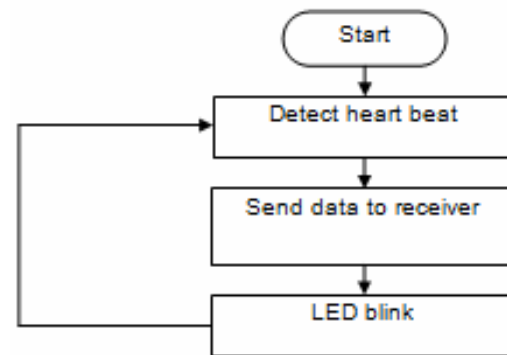 Start
Detect heart beat
Send data to receiver
LED blink